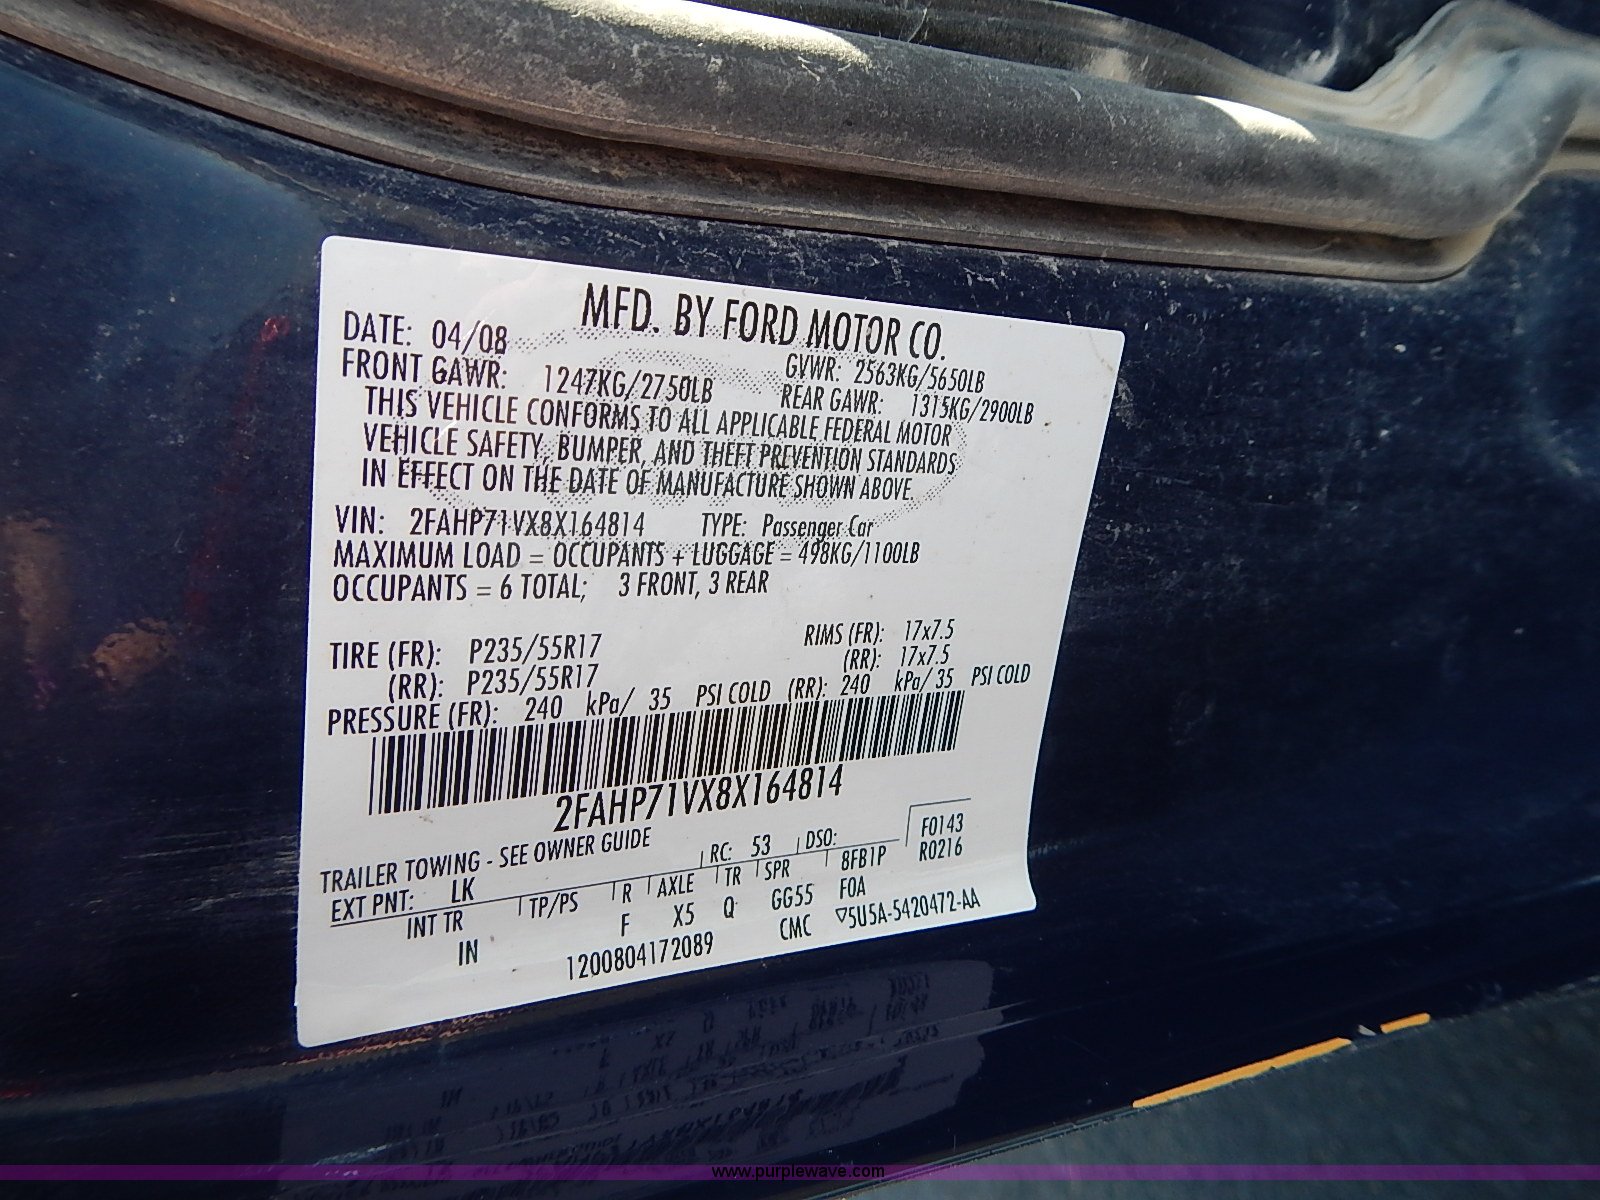 MFD. BY FORD MOTOR CO.
DATE: 04/08 GVWR: 2563KG/5650LB
FRONT GAWR: 1247KG/2750LB REAR GAWR: 1315KG/2900LB
THIS VEHICLE CONFORMS TO ALL APPLICABLE FEDERAL MOTOR
VEHICLE SAFETY, BUMPER, AND THEFT PREVENTION STANDARDS
IN EFFECT ON THE DATE OF MANUFACTURE SHOWN ABOVE.
VIN: 2FAHP71VX8X164814 TYPE: Passenger Car
MAXIMUM LOAD = OCCUPANTS + LUGGAGE = 498KG/1100LB
OCCUPANTS = 6 TOTAL; 3 FRONT, 3 REAR
TIRE (FR): P235/55R17 RIMS (FR): 17x7.5
(RR): P235/55R17 (RR): 17x7.5
PRESSURE (FR): 240 kPa/ 35 PSI COLD (RR): 240 kPa/ 35 PSI COLD
2FAHP71VX8X164814
TRAILER TOWING - SEE OWNER GUIDE
EXT PNT: LK RC: 53 DSO: F0143
INT TR TP/PS R AXLE TR SPR 8FB1P R0216
IN F X5 Q GG55 FOA
1200804172089 CMC ▽5U5A-5420472-AA
www.purplewave.com